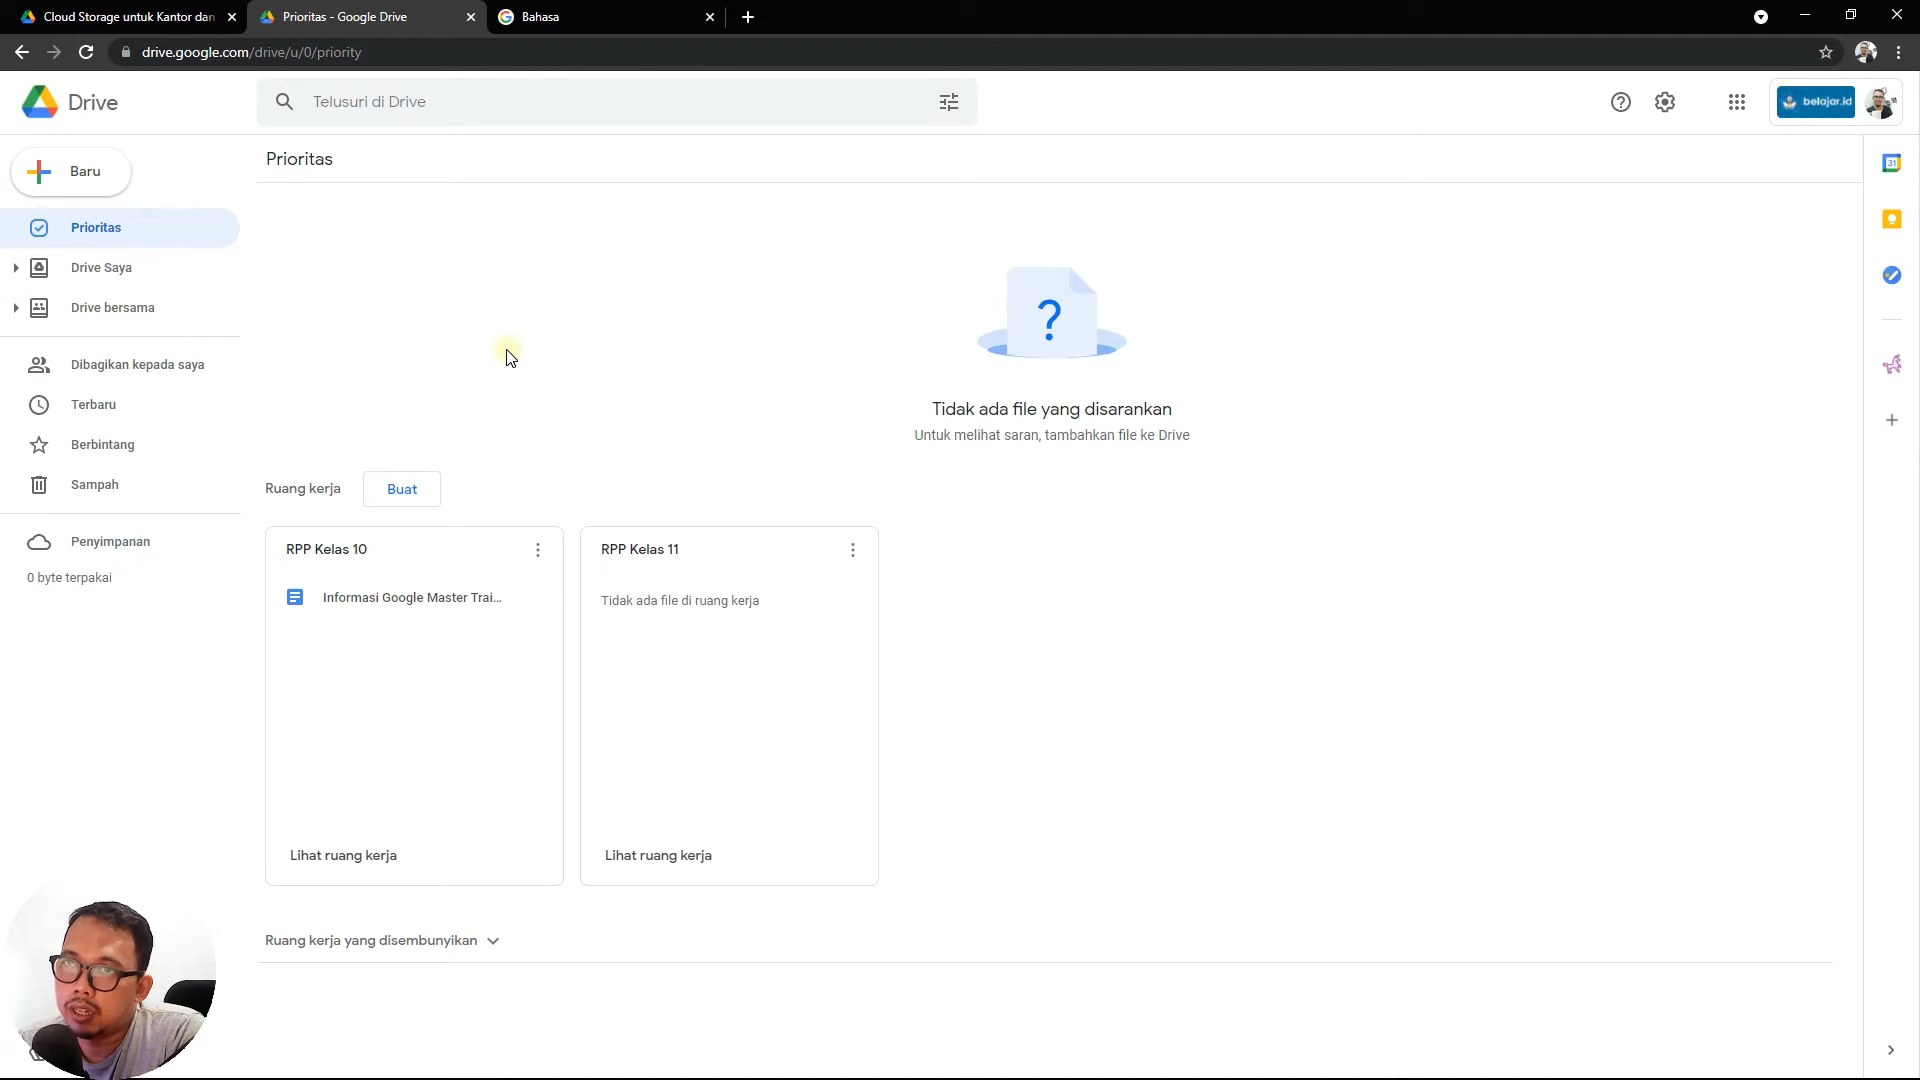 Cloud Storage untuk Kantor dan
Prioritas - Google Drive
Bahasa
drive.google.com/drive/u/0/priority
Drive
Telusuri di Drive
belajar.id
Baru
Prioritas
Prioritas
Drive Saya
Drive bersama
Dibagikan kepada saya
Terbaru
Berbintang
Sampah
Penyimpanan
0 byte terpakai
31
?
Tidak ada file yang disarankan
Untuk melihat saran, tambahkan file ke Drive
Ruang kerja
Buat
RPP Kelas 10
Informasi Google Master Trai...
Lihat ruang kerja
RPP Kelas 11
Tidak ada file di ruang kerja
Lihat ruang kerja
Ruang kerja yang disembunyikan